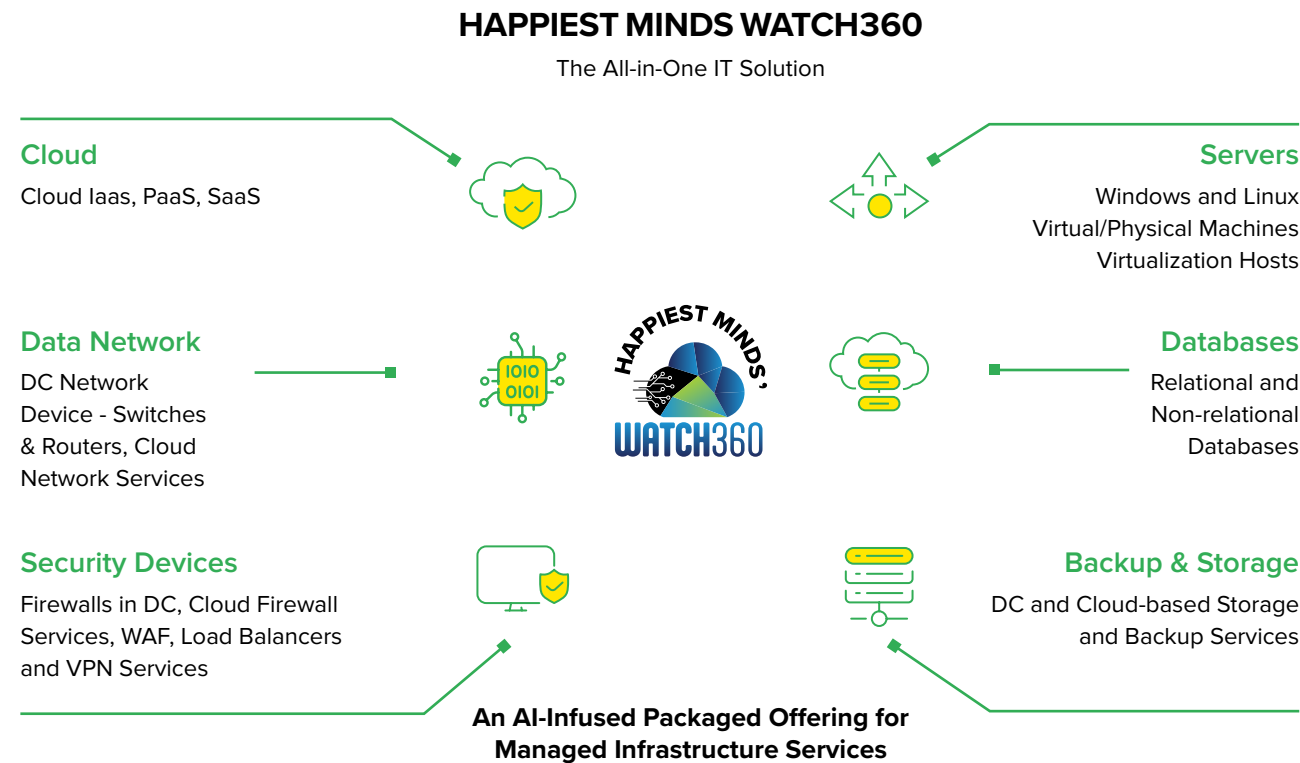 HAPPIEST MINDS WATCH360
The All-in-One IT Solution
Cloud
Cloud Iaas, PaaS, SaaS
Servers
Windows and Linux
Virtual/Physical Machines
Virtualization Hosts
Data Network
DC Network
Device - Switches
& Routers, Cloud
Network Services
1010
0101
HAPPIEST MINDS'
WATCH360
Databases
Relational and
Non-relational
Databases
Security Devices
Firewalls in DC, Cloud Firewall
Services, WAF, Load Balancers
and VPN Services
Backup & Storage
DC and Cloud-based Storage
and Backup Services
An AI-Infused Packaged Offering for
Managed Infrastructure Services